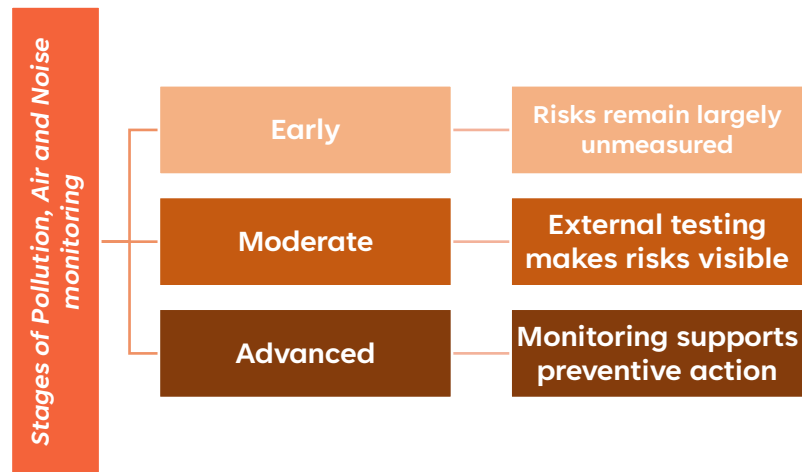 Stages of Pollution, Air and Noise
monitoring
Early
Risks remain largely
unmeasured
Moderate
External testing
makes risks visible
Advanced
Monitoring supports
preventive action